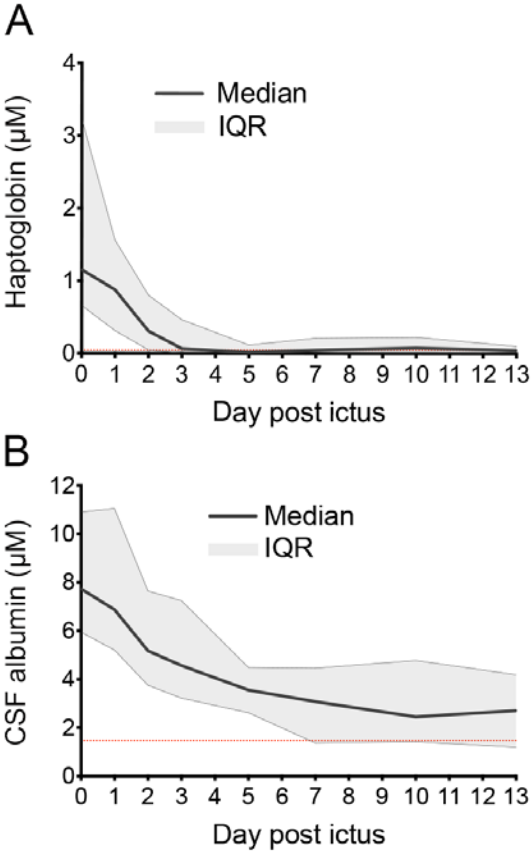 A
Haptoglobin (µM)
4
3
2
1
0
Median
IQR
0 1 2 3 4 5 6 7 8 9 10 11 12 13
Day post ictus
B
CSF albumin (µM)
12
10
8
6
4
2
0
Median
IQR
0 1 2 3 4 5 6 7 8 9 10 11 12 13
Day post ictus